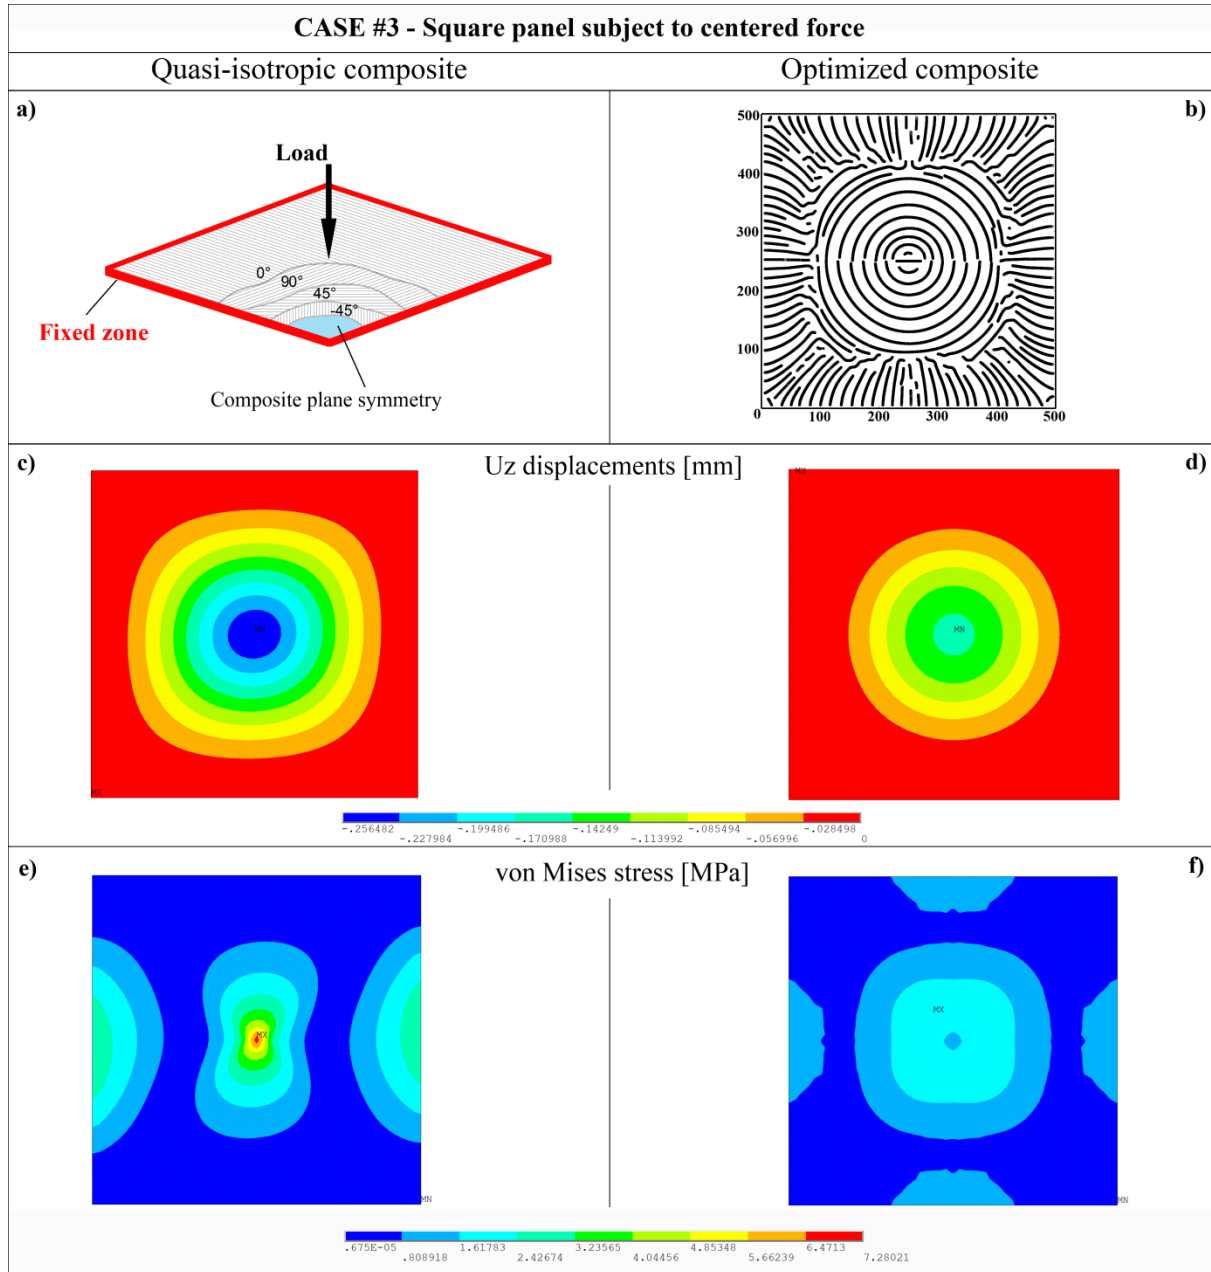 CASE #3 - Square panel subject to centered force
Quasi-isotropic composite
Optimized composite
a)
Load
0°
90°
45°
-45°
Fixed zone
Composite plane symmetry
b)
500
400
300
200
100
0 100 200 300 400 500
c)
Uz displacements [mm]
d)
MN
MX
MX
MN
-.256482 -.199486 -.14249 -.085494 -.028498
-.227984 -.170988 -.113992 -.056996 0
e)
von Mises stress [MPa]
f)
MX
MN
MX
MN
.675E-05 1.61783 3.23565 4.85348 6.4713
.808918 2.42674 4.04456 5.66239 7.28021